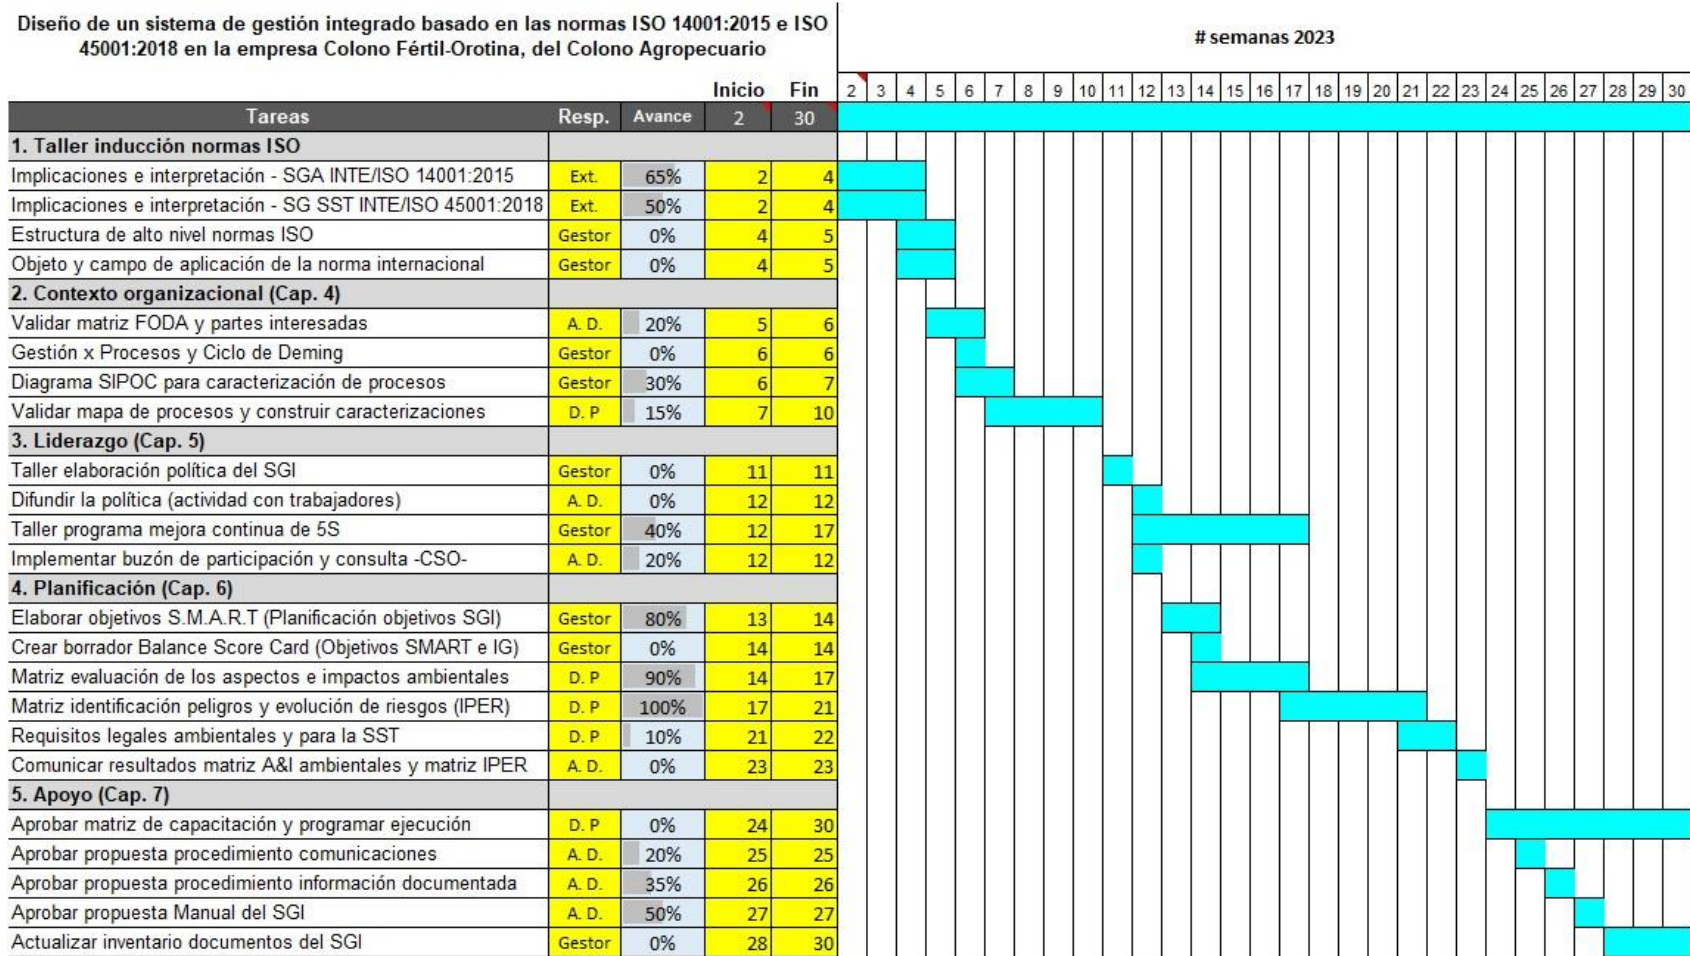 Diseño de un sistema de gestión integrado basado en las normas ISO 14001:2015 e ISO
45001:2018 en la empresa Colono Fértil-Orotina, del Colono Agropecuario
# semanas 2023
Inicio Fin 2 3 4 5 6 7 8 9 10 11 12 13 14 15 16 17 18 19 20 21 22 23 24 25 26 27 28 29 30
Tareas Resp. Avance 2 30
1. Taller inducción normas ISO
Implicaciones e interpretación - SGA INTE/ISO 14001:2015 Ext. 65% 2 4
Implicaciones e interpretación - SG SST INTE/ISO 45001:2018 Ext. 50% 2 4
Estructura de alto nivel normas ISO Gestor 0% 4 5
Objeto y campo de aplicación de la norma internacional Gestor 0% 4 5
2. Contexto organizacional (Cap. 4)
Validar matriz FODA y partes interesadas A. D. 20% 5 6
Gestión x Procesos y Ciclo de Deming Gestor 0% 6 6
Diagrama SIPOC para caracterización de procesos Gestor 30% 6 7
Validar mapa de procesos y construir caracterizaciones D. P 15% 7 10
3. Liderazgo (Cap. 5)
Taller elaboración política del SGI Gestor 0% 11 11
Difundir la política (actividad con trabajadores) A. D. 0% 12 12
Taller programa mejora continua de 5S Gestor 40% 12 17
Implementar buzón de participación y consulta -CSO- A. D. 20% 12 12
4. Planificación (Cap. 6)
Elaborar objetivos S.M.A.R.T (Planificación objetivos SGI) Gestor 80% 13 14
Crear borrador Balance Score Card (Objetivos SMART e IG) Gestor 0% 14 14
Matriz evaluación de los aspectos e impactos ambientales D. P 90% 14 17
Matriz identificación peligros y evolución de riesgos (IPER) D. P 100% 17 21
Requisitos legales ambientales y para la SST D. P 10% 21 22
Comunicar resultados matriz A&I ambientales y matriz IPER A. D. 0% 23 23
5. Apoyo (Cap. 7)
Aprobar matriz de capacitación y programar ejecución D. P 0% 24 30
Aprobar propuesta procedimiento comunicaciones A. D. 20% 25 25
Aprobar propuesta procedimiento información documentada A. D. 35% 26 26
Aprobar propuesta Manual del SGI A. D. 50% 27 27
Actualizar inventario documentos del SGI Gestor 0% 28 30